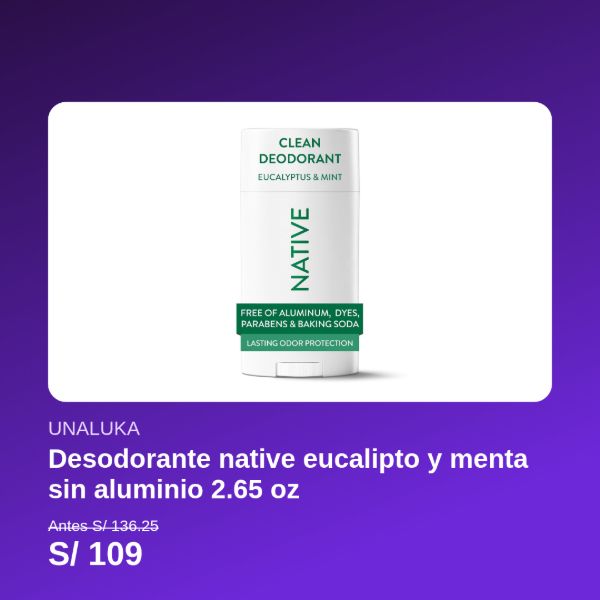 CLEAN
DEODORANT
EUCALYPTUS & MINT
NATIVE
FREE OF ALUMINUM, DYES,
PARABENS & BAKING SODA
LASTING ODOR PROTECTION
UNALUKA
Desodorante native eucalipto y menta
sin aluminio 2.65 oz
Antes S/ 136.25
S/ 109